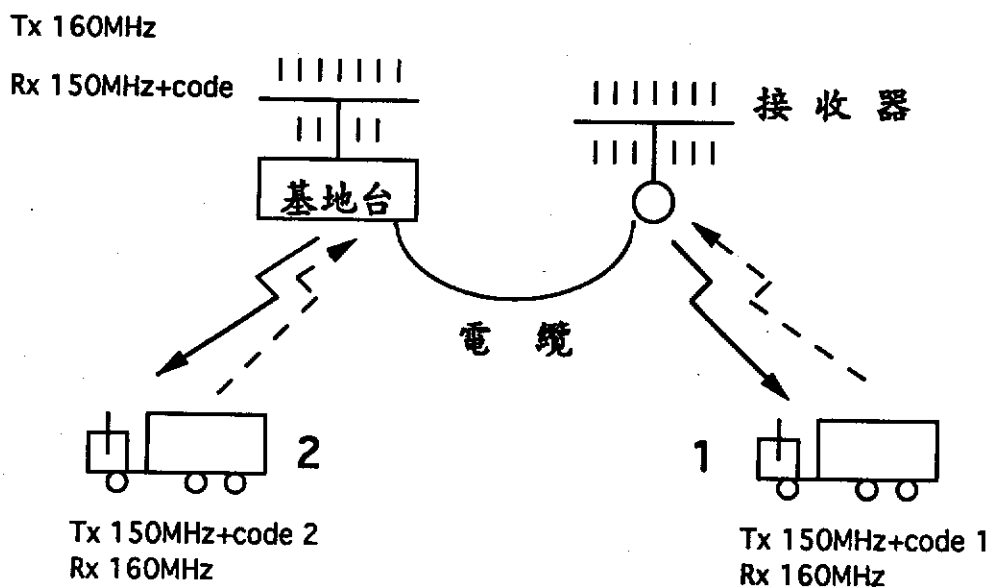 Tx 160MHz
Rx 150MHz+code
接收器
基地台
電缆
2
1
Tx 150MHz+code 2
Rx 160MHz
Tx 150MHz+code 1
Rx 160MHz